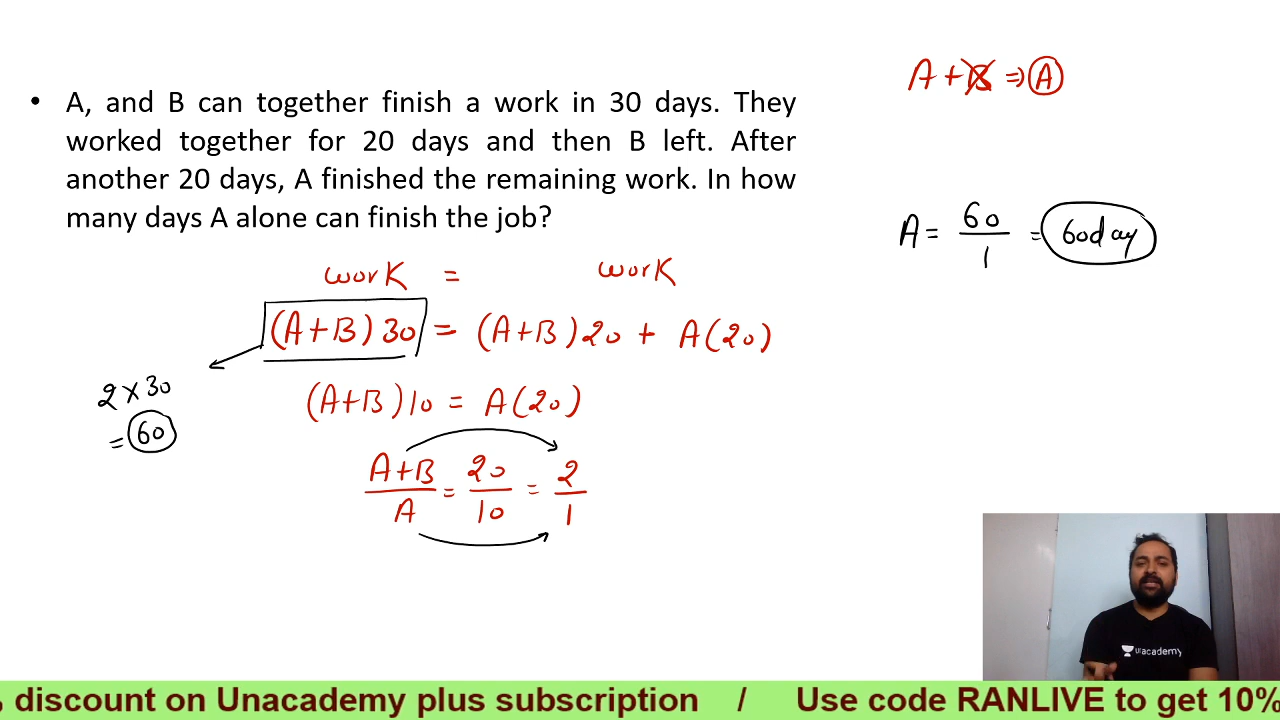 • A, and B can together finish a work in 30 days. They
worked together for 20 days and then B left. After
another 20 days, A finished the remaining work. In how
many days A alone can finish the job?
work = work
(A+B)30 = (A+B)20 + A(20)
(A+B)10 = A(20)
A+B/A = 20/10 = 2/1
2 × 30
= 60
A + B ⇒ A
A = 60/1 = 60day
unacademy
discount on Unacademy plus subscription / Use code RANLIVE to get 10%